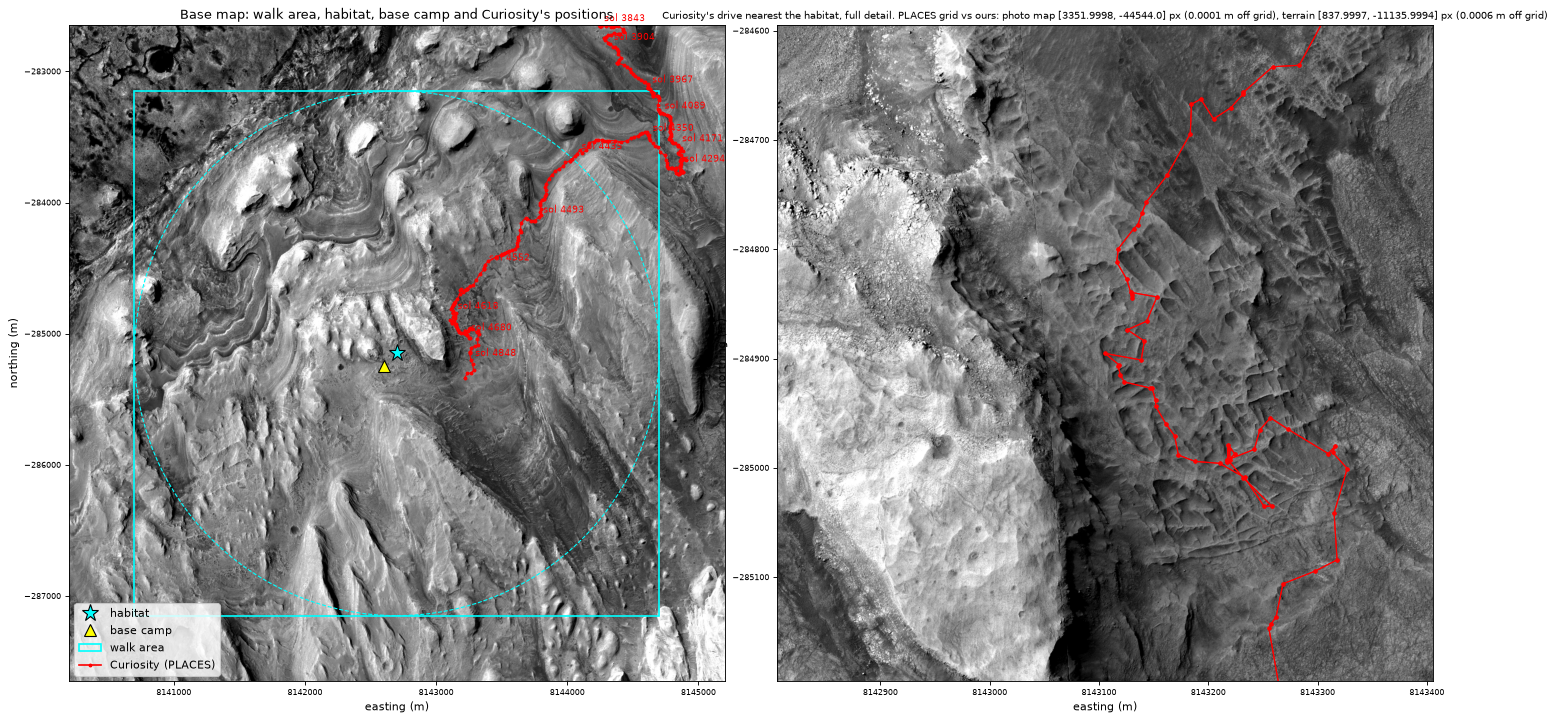 Base map: walk area, habitat, base camp and Curiosity's positions
sol 3843
sol 3967
sol 4089
sol 4350
sol 4171
sol 4294
sol 4493
sol 4680
sol 4848
−283000
−284000
−285000
−286000
−287000
northing (m)
8141000
8142000
8143000
8144000
8145000
easting (m)
habitat
base camp
walk area
Curiosity (PLACES)
Curiosity's drive nearest the habitat, full detail. PLACES grid vs ours: photo map [3351.9998, -44544.0] px (0.0001 m off grid), terrain [837.9997, -11135.9994] px (0.0006 m off grid)
−284600
−284700
−284800
−284900
−285000
−285100
8142900
8143000
8143100
8143200
8143300
8143400
easting (m)